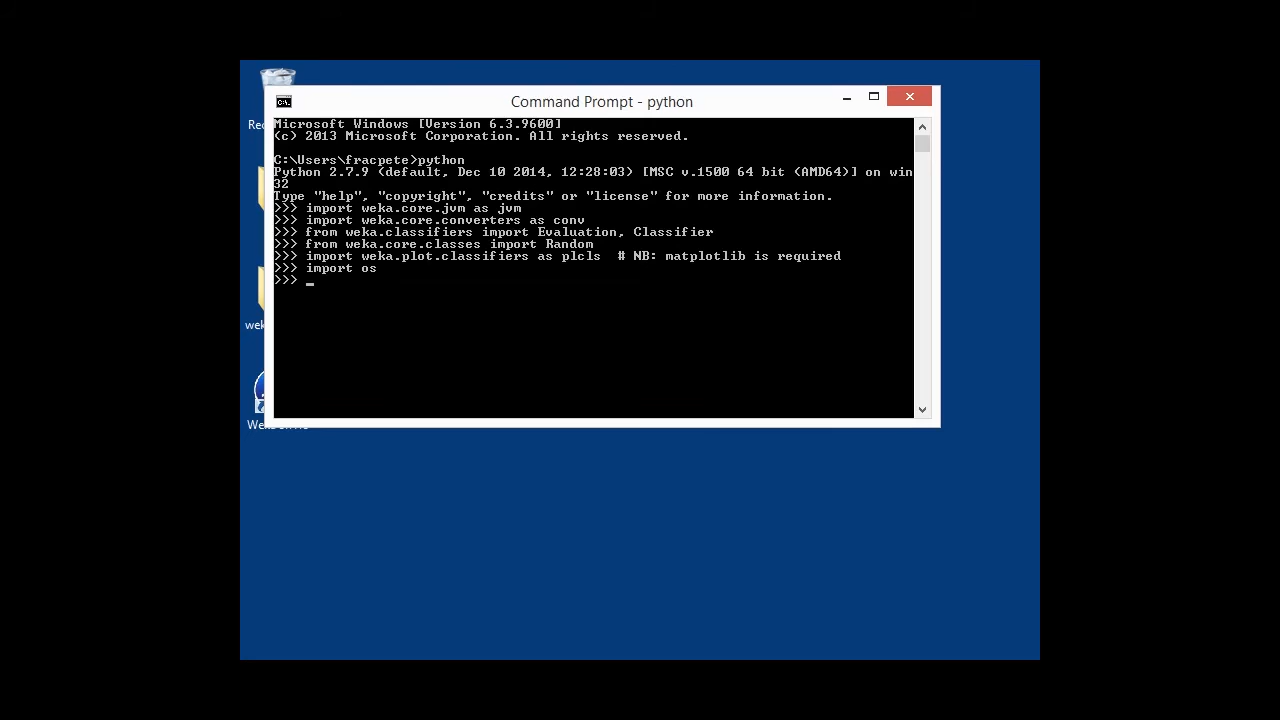 Command Prompt - python
Microsoft Windows [Version 6.3.9600]
(c) 2013 Microsoft Corporation. All rights reserved.
C:\Users\fracpete>python
Python 2.7.9 (default, Dec 10 2014, 12:28:03) [MSC v.1500 64 bit (AMD64)] on win
32
Type "help", "copyright", "credits" or "license" for more information.
>>> import weka.core.jvm as jvm
>>> import weka.core.converters as conv
>>> from weka.classifiers import Evaluation, Classifier
>>> from weka.core.classes import Random
>>> import weka.plot.classifiers as plcls  # NB: matplotlib is required
>>> import os
>>> _